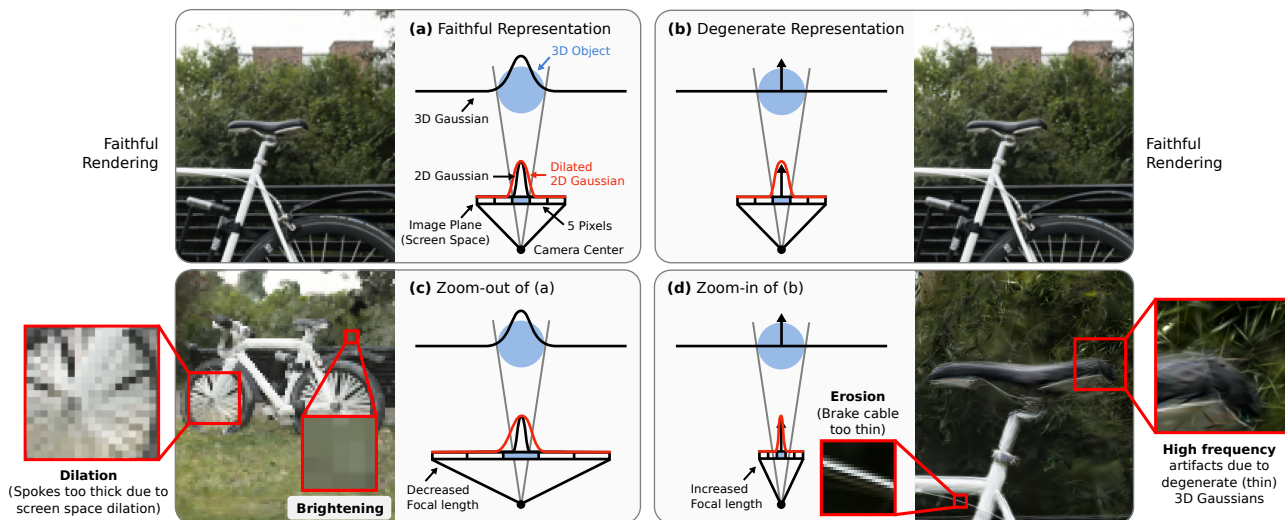 (a) Faithful Representation
3D Object
3D Gaussian
2D Gaussian
Dilated
2D Gaussian
Image Plane
(Screen Space)
5 Pixels
Camera Center
Faithful
Rendering
(b) Degenerate Representation
Faithful
Rendering
(c) Zoom-out of (a)
Decreased
Focal length
Dilation
(Spokes too thick due to
screen space dilation)
Brightening
(d) Zoom-in of (b)
Erosion
(Brake cable
too thin)
Increased
Focal length
High frequency
artifacts due to
degenerate (thin)
3D Gaussians